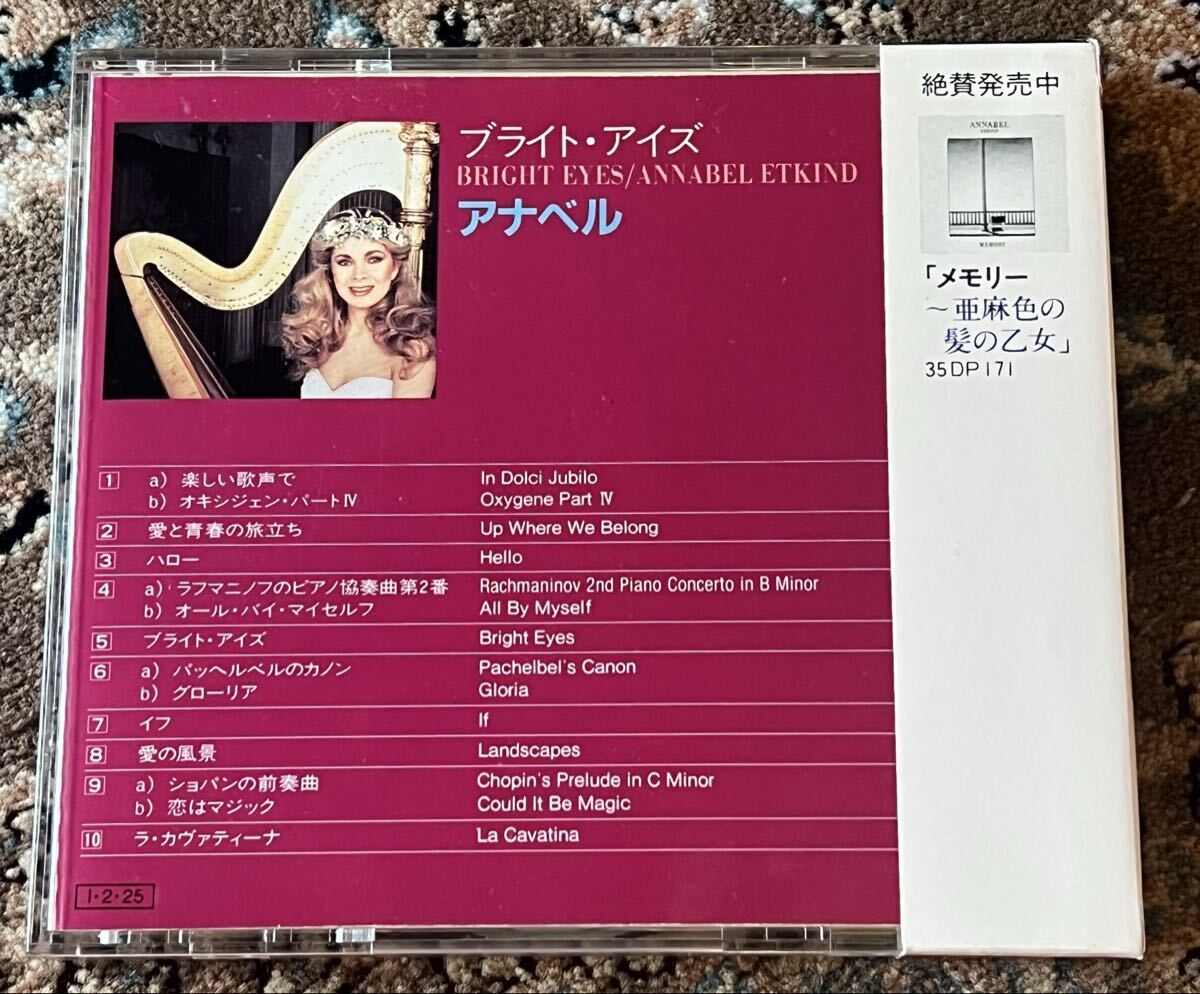 ブライト・アイズ
BRIGHT EYES/ANNABEL ETKIND
アナベル
1 a) 楽しい歌声で In Dolci Jubilo
b) オキシジェン・パートⅣ Oxygene Part Ⅳ
2 愛と青春の旅立ち Up Where We Belong
3 ハロー Hello
4 a)・ラフマニノフのピアノ協奏曲第2番 Rachmaninov 2nd Piano Concerto in B Minor
b) オール・バイ・マイセルフ All By Myself
5 ブライト・アイズ Bright Eyes
6 a) パッヘルベルのカノン Pachelbel's Canon
b) グローリア Gloria
7 イフ If
8 愛の風景 Landscapes
9 a) ショパンの前奏曲 Chopin's Prelude in C Minor
b) 恋はマジック Could It Be Magic
10 ラ・カヴァティーナ La Cavatina
1・2・25
絶賛発売中
ANNABEL
ETKIND
MEMORY
「メモリー
〜亜麻色の
髪の乙女」
35DP171